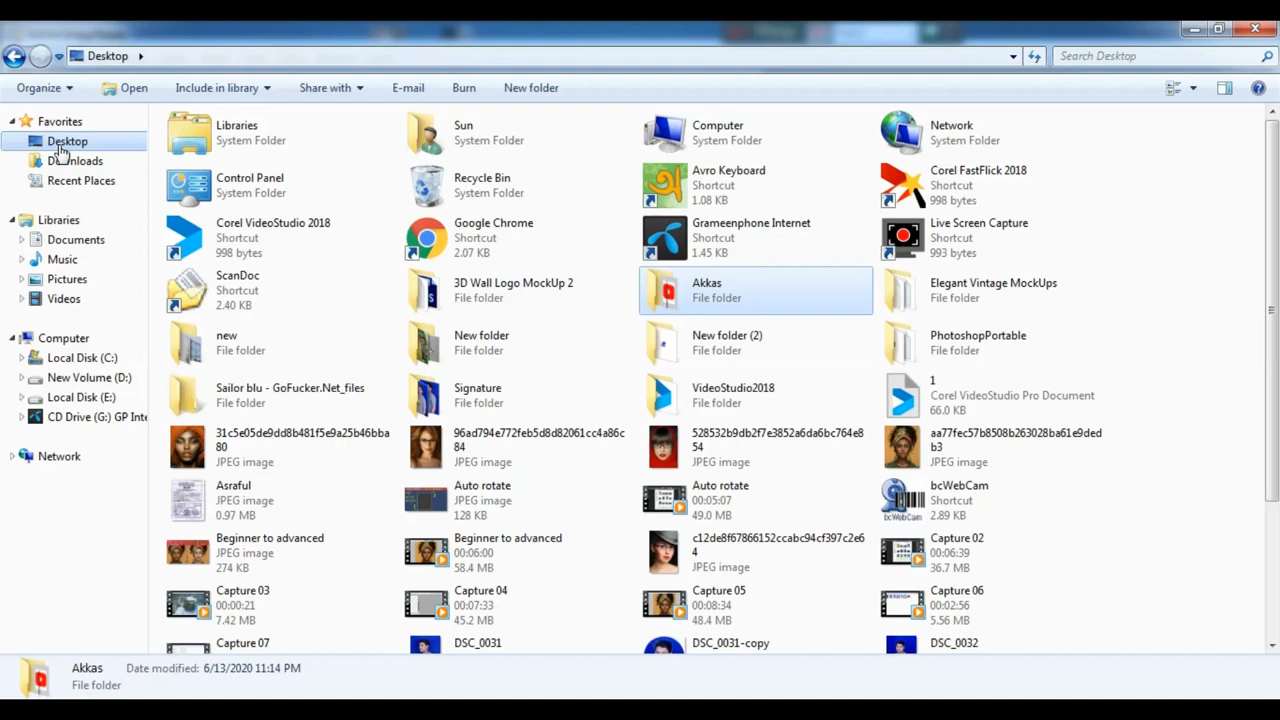 Desktop
Search Desktop
Organize
Open
Include in library
Share with
E-mail
Burn
New folder
Favorites
Desktop
Downloads
Recent Places
Libraries
Documents
Music
Pictures
Videos
Computer
Local Disk (C:)
New Volume (D:)
Local Disk (E:)
CD Drive (G:) GP Inte
Network
Libraries
System Folder
Sun
System Folder
Computer
System Folder
Network
System Folder
Control Panel
System Folder
Recycle Bin
System Folder
Avro Keyboard
Shortcut
1.08 KB
Corel FastFlick 2018
Shortcut
998 bytes
Corel VideoStudio 2018
Shortcut
998 bytes
Google Chrome
Shortcut
2.07 KB
Grameenphone Internet
Shortcut
1.45 KB
Live Screen Capture
Shortcut
993 bytes
ScanDoc
Shortcut
2.40 KB
3D Wall Logo MockUp 2
File folder
Akkas
File folder
Elegant Vintage MockUps
File folder
new
File folder
New folder
File folder
New folder (2)
File folder
PhotoshopPortable
File folder
Sailor blu - GoFucker.Net_files
File folder
Signature
File folder
VideoStudio2018
File folder
1
Corel VideoStudio Pro Document
66.0 KB
31c5e05de9dd8b481f5e9a25b46bba
80
JPEG image
96ad794e772feb5d8d82061cc4a86c
84
JPEG image
528532b9db2f7e3852a6da6bc764e8
54
JPEG image
aa77fec57b8508b263028ba61e9ded
b3
JPEG image
Asraful
JPEG image
0.97 MB
Auto rotate
JPEG image
128 KB
Auto rotate
00:05:07
49.0 MB
bcWebCam
Shortcut
2.89 KB
bcWebCam
Beginner to advanced
JPEG image
274 KB
Beginner to advanced
00:06:00
58.4 MB
c12de8f67866152ccabc94cf397c2e6
4
JPEG image
Capture 02
00:06:39
36.7 MB
Capture 03
00:00:21
7.42 MB
Capture 04
00:07:33
45.2 MB
Capture 05
00:08:34
48.4 MB
Capture 06
00:02:56
5.56 MB
Capture 07
DSC_0031
DSC_0031-copy
DSC_0032
Akkas
Date modified: 6/13/2020 11:14 PM
File folder